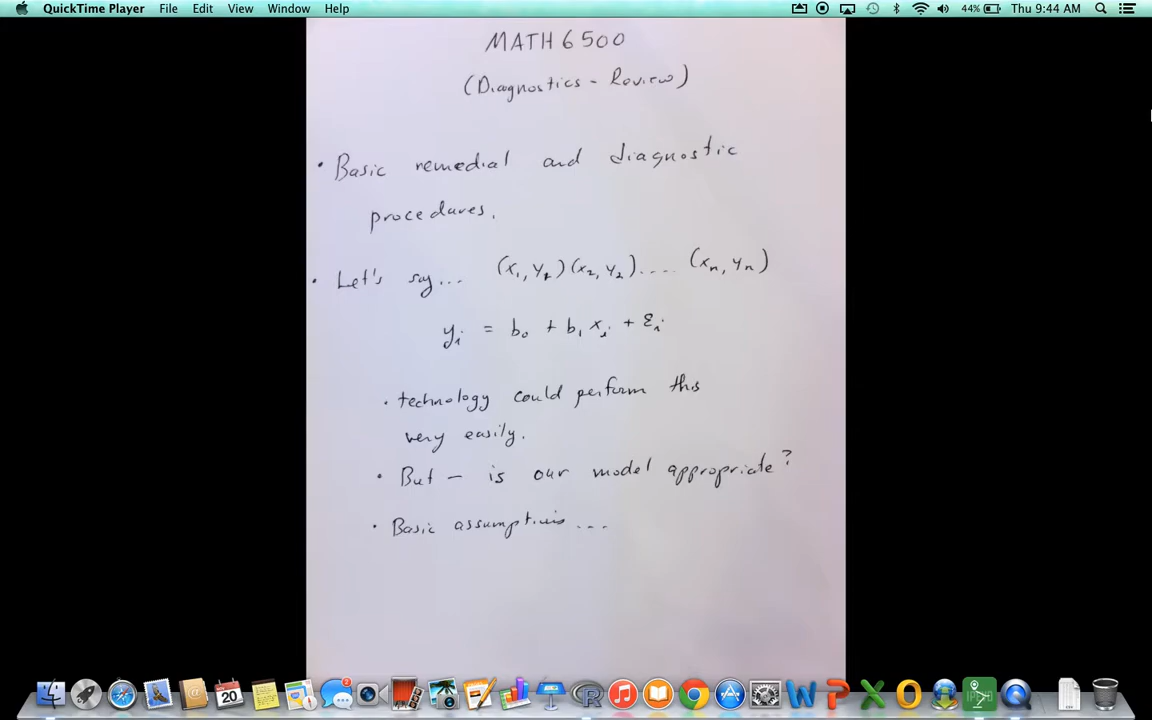 QuickTime Player File Edit View Window Help 44% Thu 9:44 AM
MATH 6500
(Diagnostics - Review)
• Basic remedial and diagnostic
procedures.
• Let's say... (x₁, y₁) (x₂, y₂) .... (xₙ, yₙ)
yᵢ = b₀ + b₁ xᵢ + εᵢ
• technology could perform this
very easily.
• But – is our model appropriate?
• Basic assumptions ...
20